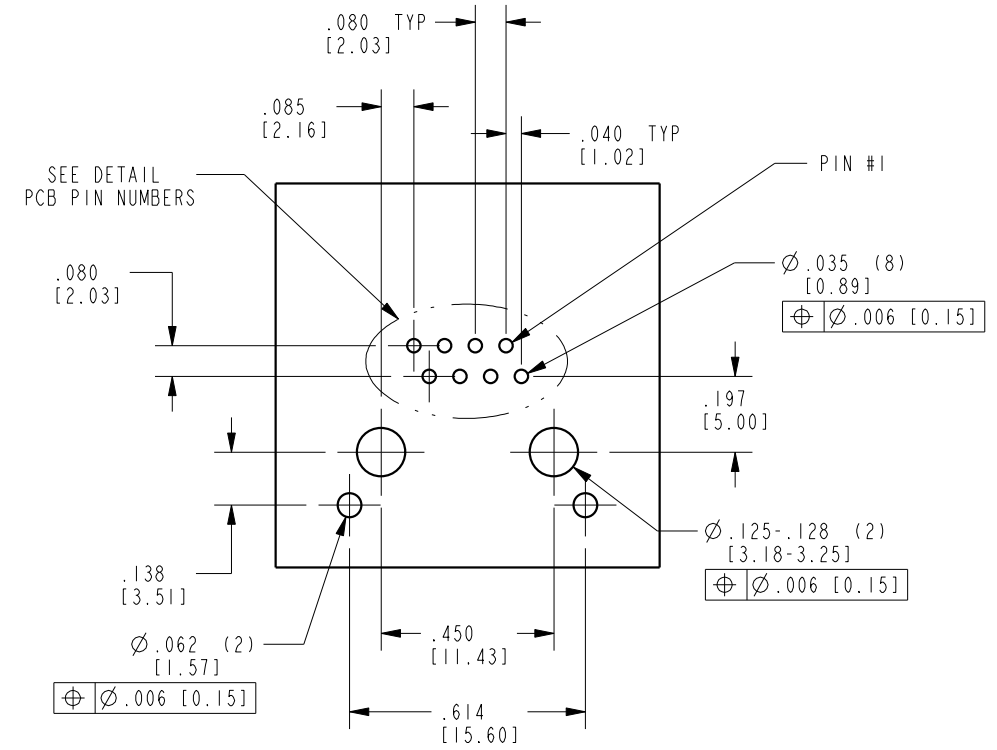 .080 TYP
[2.03]
.085
[2.16]
.040 TYP
[1.02]
SEE DETAIL
PCB PIN NUMBERS
PIN #1
.080
[2.03]
Ø.035 (8)
[0.89]
⌖ Ø.006 [0.15]
.197
[5.00]
Ø.125-.128 (2)
[3.18-3.25]
⌖ Ø.006 [0.15]
.138
[3.51]
Ø.062 (2)
[1.57]
⌖ Ø.006 [0.15]
.450
[11.43]
.614
[15.60]